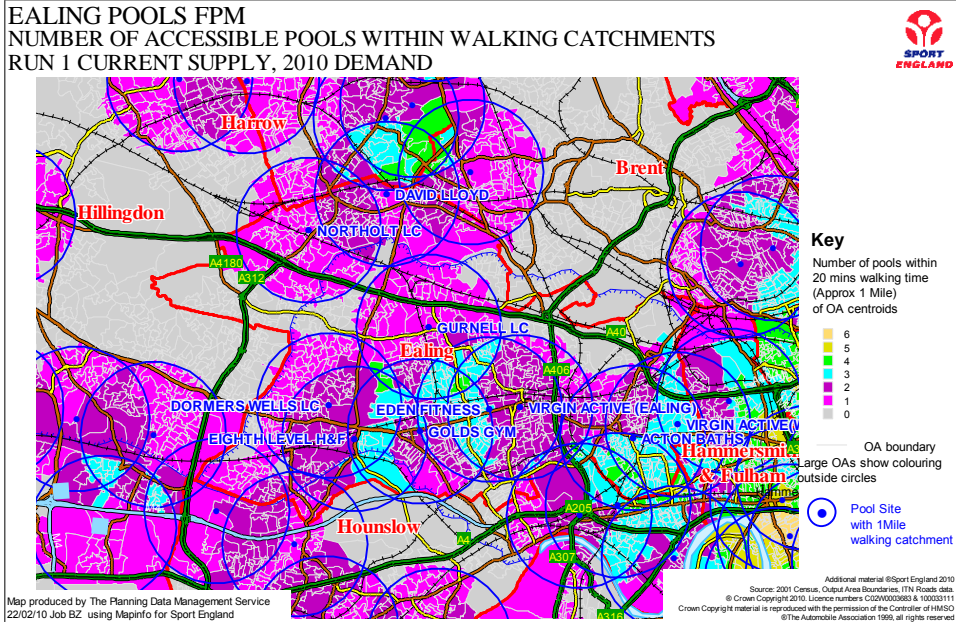 EALING POOLS FPM
NUMBER OF ACCESSIBLE POOLS WITHIN WALKING CATCHMENTS
RUN 1 CURRENT SUPPLY, 2010 DEMAND
SPORT
ENGLAND
Harrow
Brent
DAVID LLOYD
Hillingdon
NORTHOLT LC
A4180
A312
GURNELL LC
A40
Ealing
A406
DORMERS WELLS LC
EDEN FITNESS
VIRGIN ACTIVE (EALING)
EIGHTH LEVEL H&F
GOLDS GYM
VIRGIN ACTIVE(
ACTON BATHS
Hammersmi
& Fulham
Hounslow
A205
A4
A307
A316
Key
Number of pools within
20 mins walking time
(Approx 1 Mile)
of OA centroids
6
5
4
3
2
1
0
OA boundary
Large OAs show colouring
outside circles
Pool Site
with 1Mile
walking catchment
Map produced by The Planning Data Management Service
22/02/10 Job BZ using Mapinfo for Sport England
Additional material ©Sport England 2010
Source: 2001 Census, Output Area Boundaries, ITN Roads data.
© Crown Copyright 2010. Licence numbers C02W0003683 & 100033111
Crown Copyright material is reproduced with the permission of the Controller of HMSO
©The Automobile Association 1999, all rights reserved